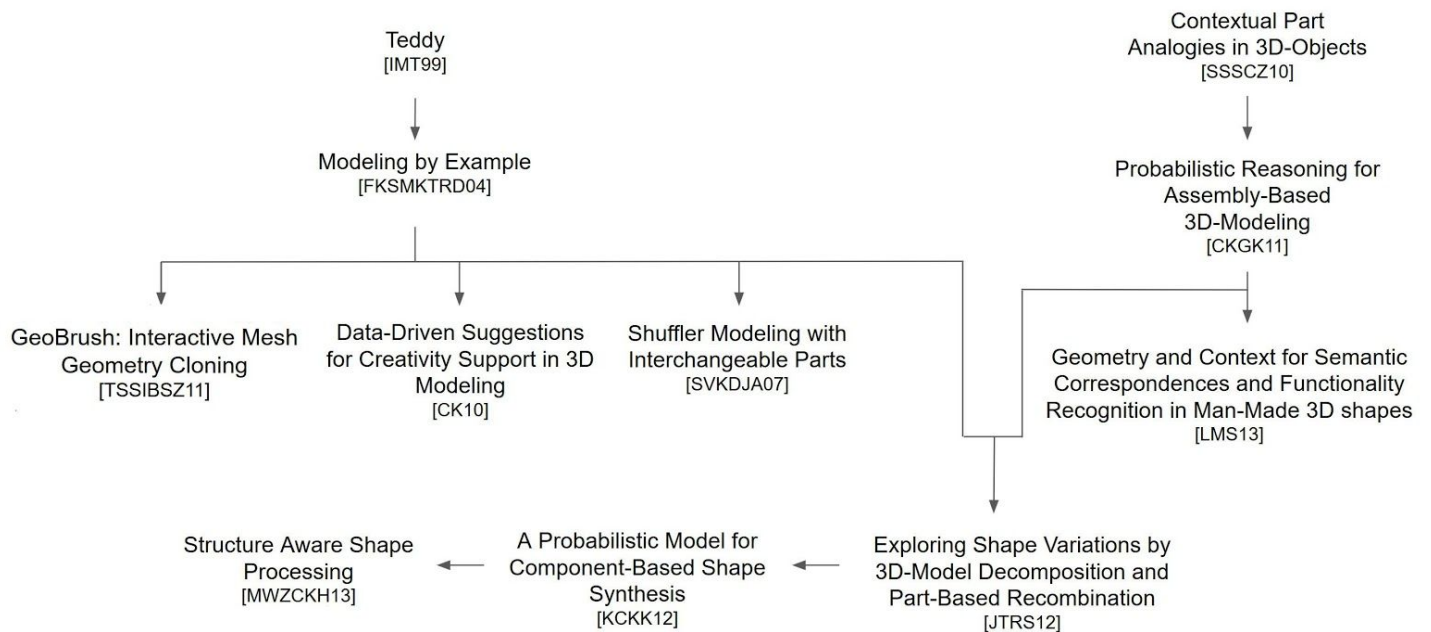 Teddy
[IMT99]
Contextual Part
Analogies in 3D-Objects
[SSSCZ10]
Modeling by Example
[FKSMKTRD04]
Probabilistic Reasoning for
Assembly-Based
3D-Modeling
[CKGK11]
GeoBrush: Interactive Mesh
Geometry Cloning
[TSSIBSZ11]
Data-Driven Suggestions
for Creativity Support in 3D
Modeling
[CK10]
Shuffler Modeling with
Interchangeable Parts
[SVKDJA07]
Geometry and Context for Semantic
Correspondences and Functionality
Recognition in Man-Made 3D shapes
[LMS13]
Structure Aware Shape
Processing
[MWZCKH13]
A Probabilistic Model for
Component-Based Shape
Synthesis
[KCKK12]
Exploring Shape Variations by
3D-Model Decomposition and
Part-Based Recombination
[JTRS12]